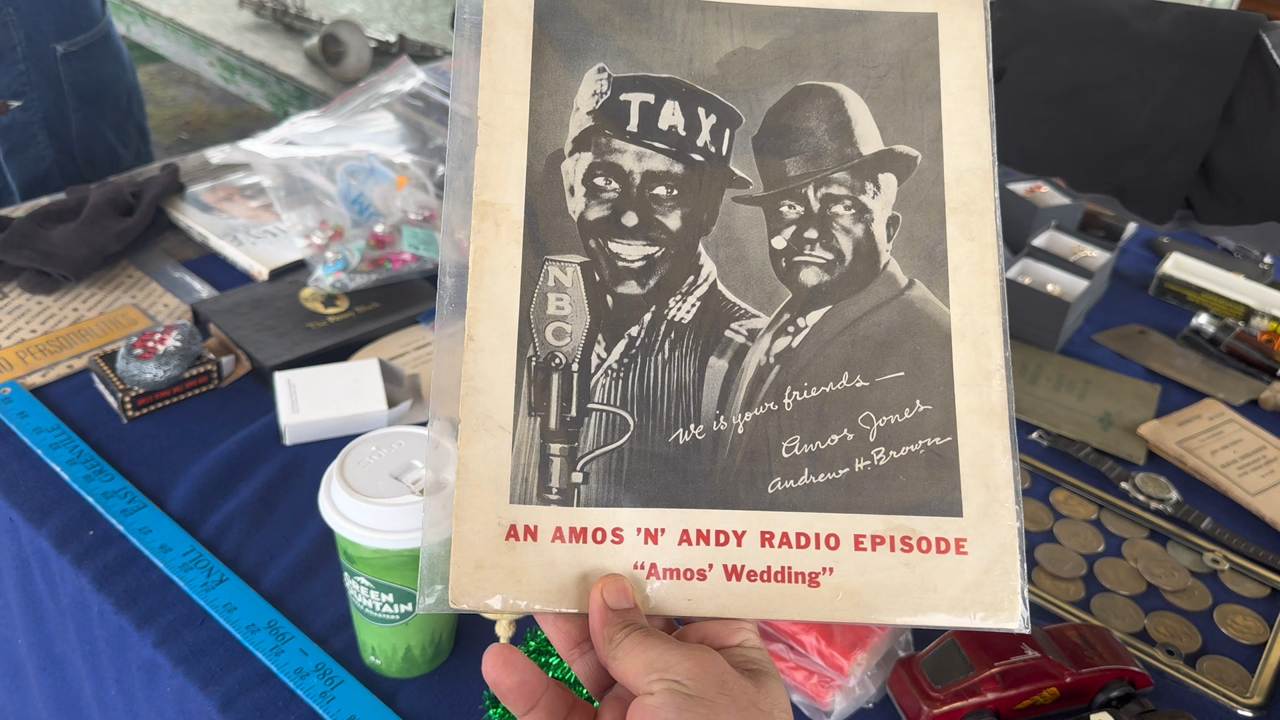 TAXI
NBC
We is your friends —
Amos Jones
Andrew H. Brown
AN AMOS 'N' ANDY RADIO EPISODE
“Amos' Wedding”
GREEN
MOUNTAIN
PERSONALITIES
EAST GREENVILLE
KNOLL
1986 – 1996